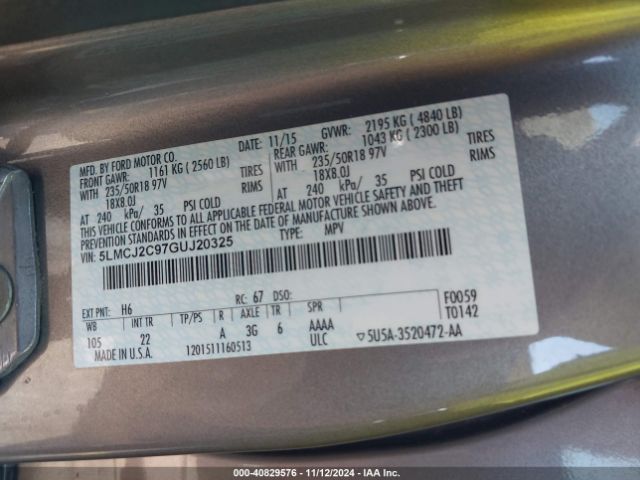 MFD. BY FORD MOTOR CO. DATE: 11/15 GVWR: 2195 KG ( 4840 LB)
FRONT GAWR: 1161 KG ( 2560 LB) REAR GAWR: 1043 KG ( 2300 LB)
WITH 235/50R18 97V TIRES WITH 235/50R18 97V TIRES
18X8.0J RIMS 18X8.0J RIMS
AT 240 kPa/ 35 PSI COLD AT 240 kPa/ 35 PSI COLD
THIS VEHICLE CONFORMS TO ALL APPLICABLE FEDERAL MOTOR VEHICLE SAFETY AND THEFT
PREVENTION STANDARDS IN EFFECT ON THE DATE OF MANUFACTURE SHOWN ABOVE.
VIN: 5LMCJ2C97GUJ20325 TYPE: MPV
EXT PNT: H6 RC: 67 DSO: F0059
WB INT TR TP/PS R AXLE TR SPR T0142
105 22 A 3G 6 AAAA
MADE IN U.S.A. 1201511160513 ULC 5U5A-3520472-AA
000-40829576 - 11/12/2024 - IAA Inc.